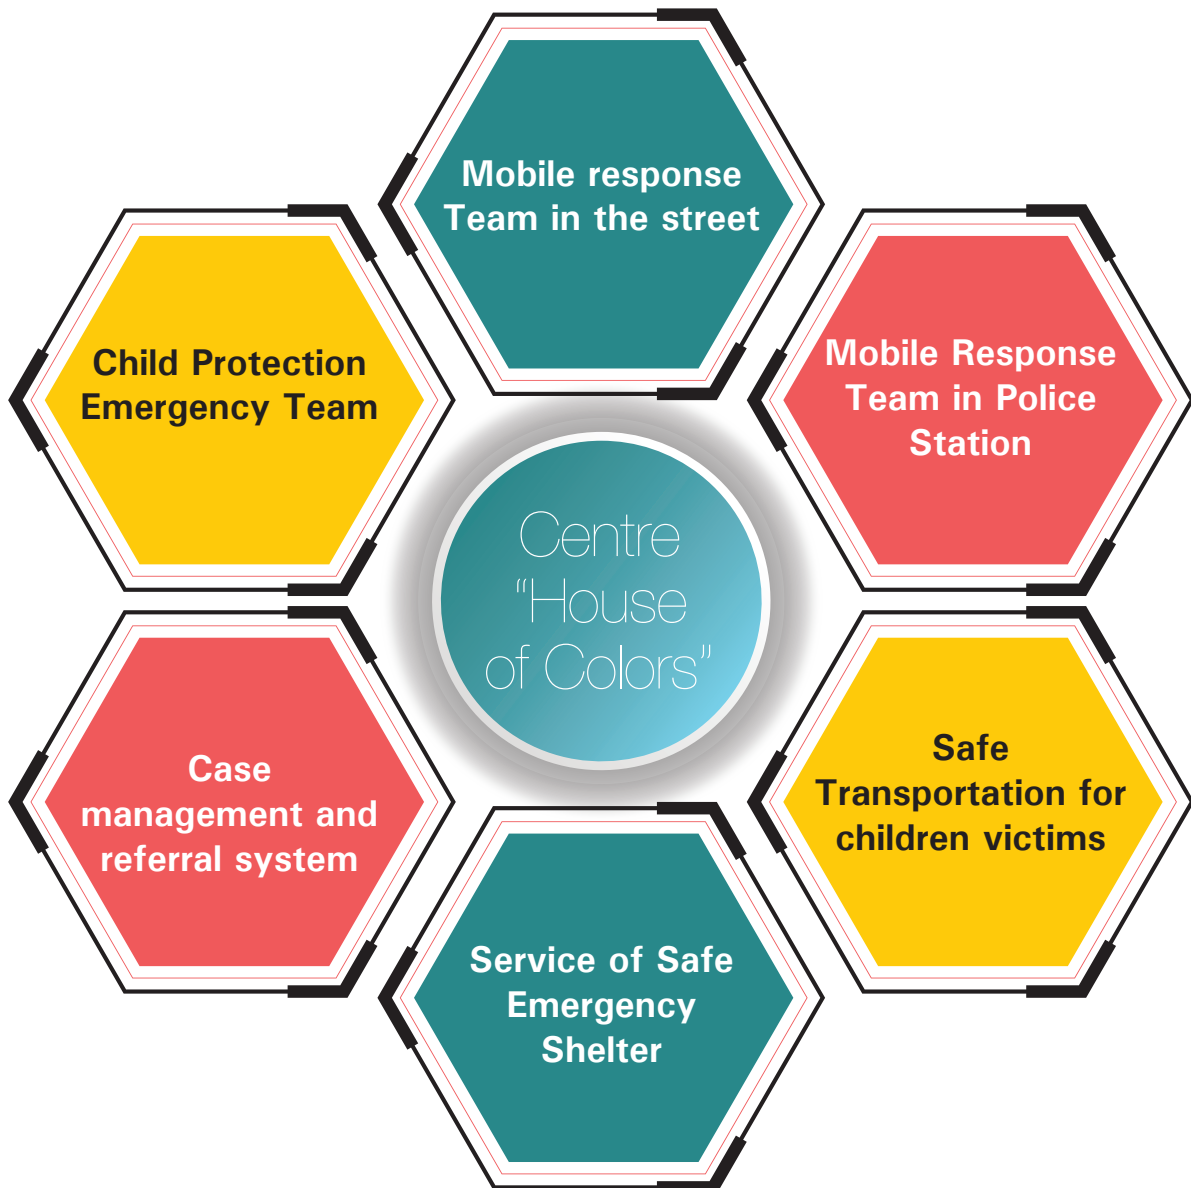 Mobile response
Team in the street
Child Protection
Emergency Team
Mobile Response
Team in Police
Station
Centre
“House
of Colors”
Case
management and
referral system
Safe
Transportation for
children victims
Service of Safe
Emergency
Shelter